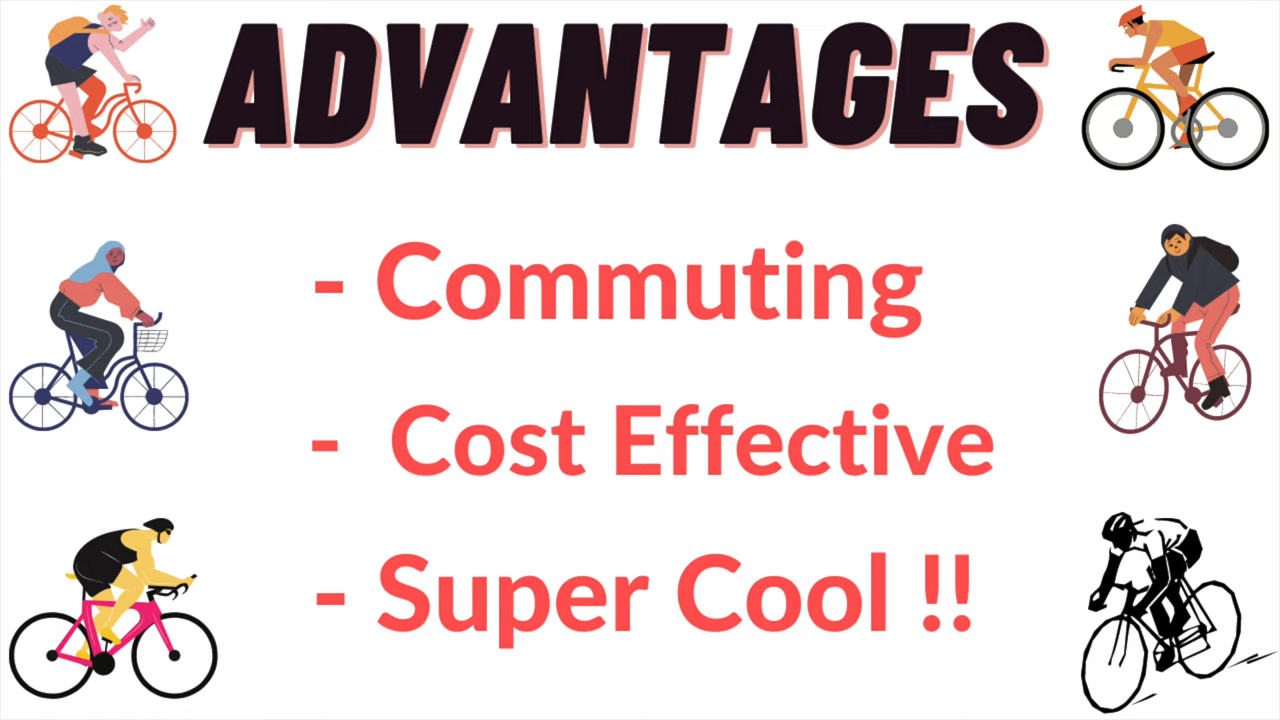 ADVANTAGES
- Commuting
- Cost Effective
- Super Cool !!